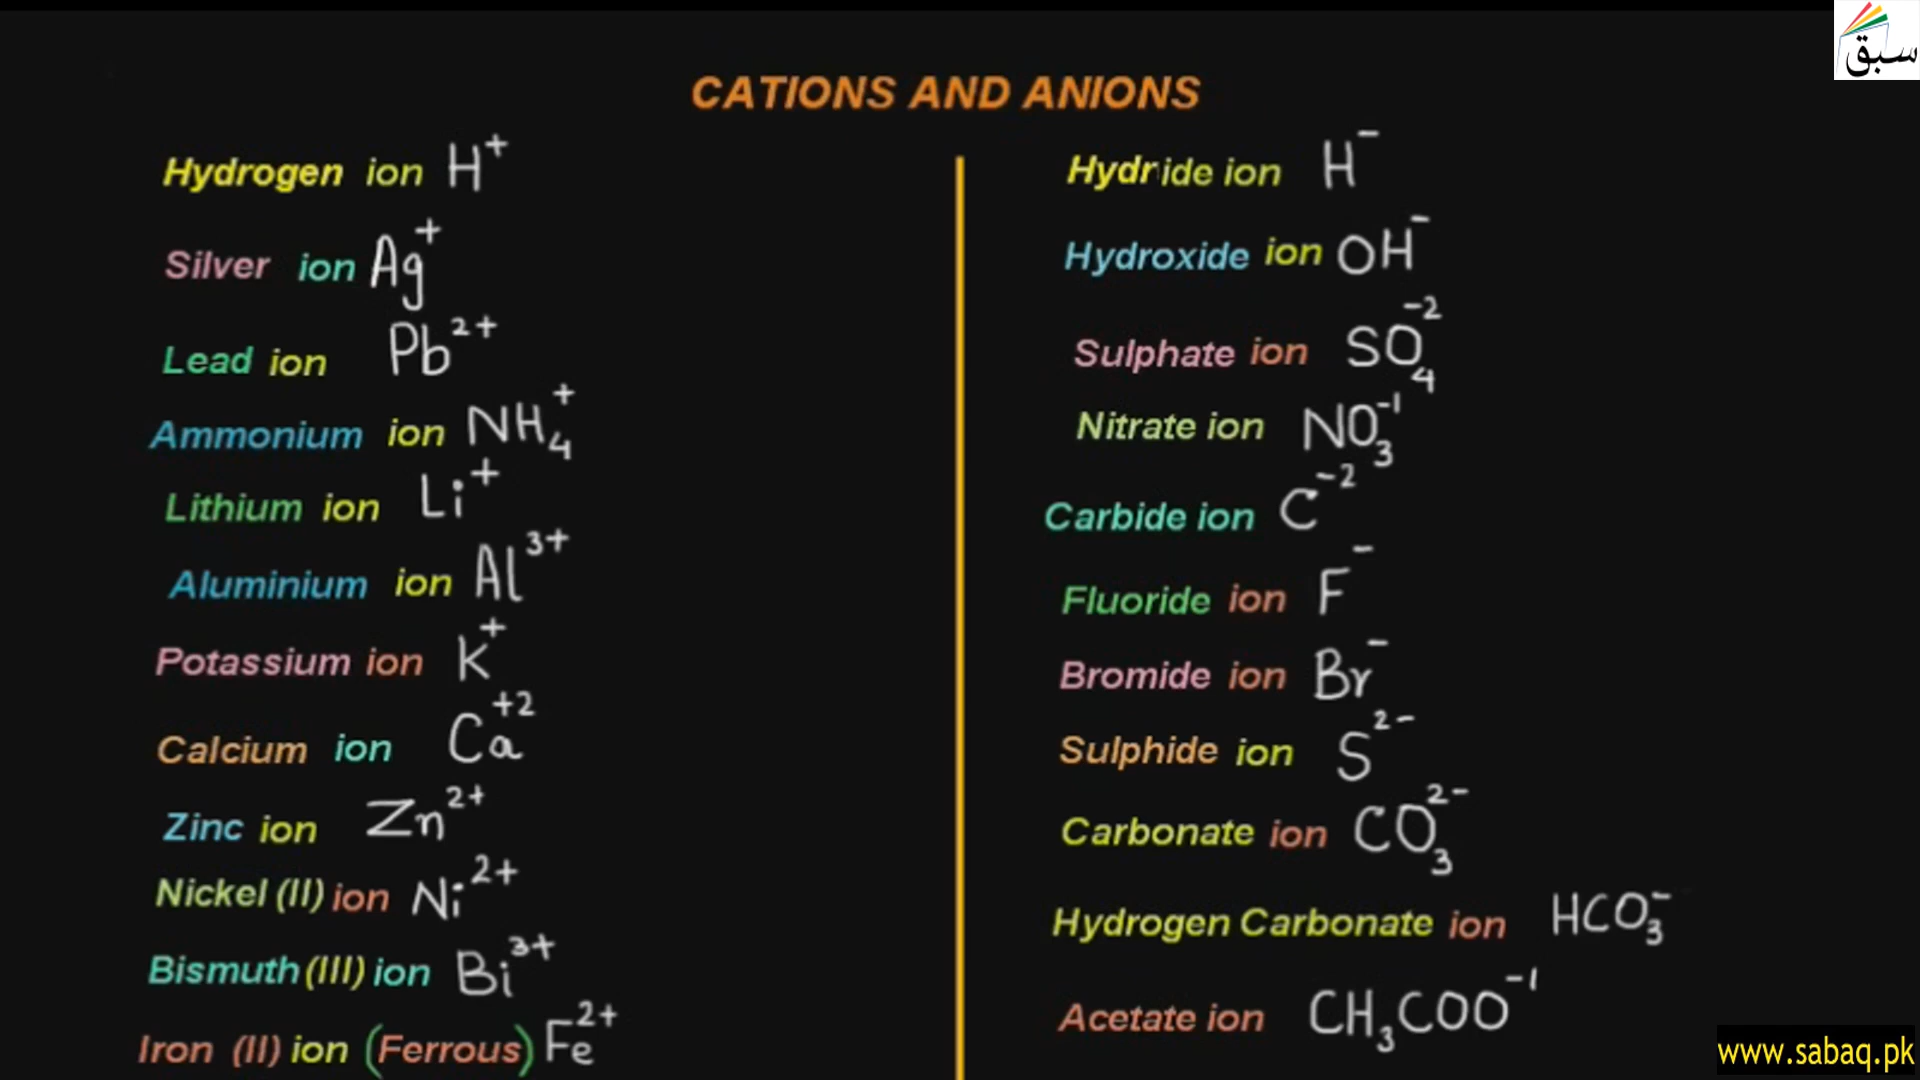 سبق
CATIONS AND ANIONS
Hydrogen ion H⁺
Silver ion Ag⁺
Lead ion Pb²⁺
Ammonium ion NH₄⁺
Lithium ion Li⁺
Aluminium ion Al³⁺
Potassium ion K⁺
Calcium ion Ca⁺²
Zinc ion Zn²⁺
Nickel (II) ion Ni²⁺
Bismuth (III) ion Bi³⁺
Iron (II) ion (Ferrous) Fe²⁺
Hydride ion H⁻
Hydroxide ion OH⁻
Sulphate ion SO₄⁻²
Nitrate ion NO₃⁻¹
Carbide ion C⁻²
Fluoride ion F⁻
Bromide ion Br⁻
Sulphide ion S²⁻
Carbonate ion CO₃²⁻
Hydrogen Carbonate ion HCO₃⁻
Acetate ion CH₃COO⁻¹
www.sabaq.pk